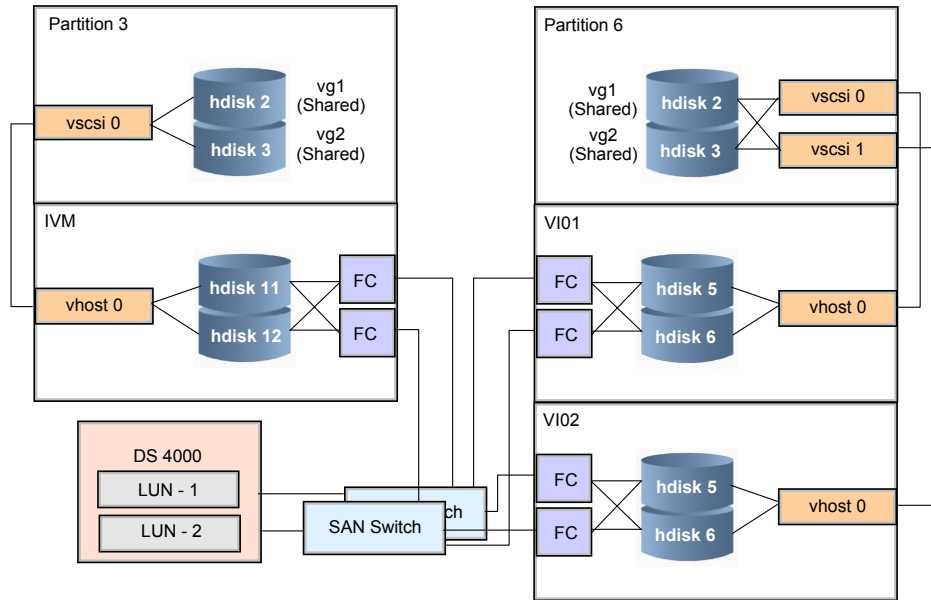 Partition 3
hdisk 2
hdisk 3
vg1
(Shared)
vg2
(Shared)
vscsi 0
IVM
vhost 0
hdisk 11
hdisk 12
FC
FC
Partition 6
vg1
(Shared)
vg2
(Shared)
hdisk 2
hdisk 3
vscsi 0
vscsi 1
VI01
FC
FC
hdisk 5
hdisk 6
vhost 0
VI02
FC
FC
hdisk 5
hdisk 6
vhost 0
DS 4000
LUN - 1
LUN - 2
ch
SAN Switch